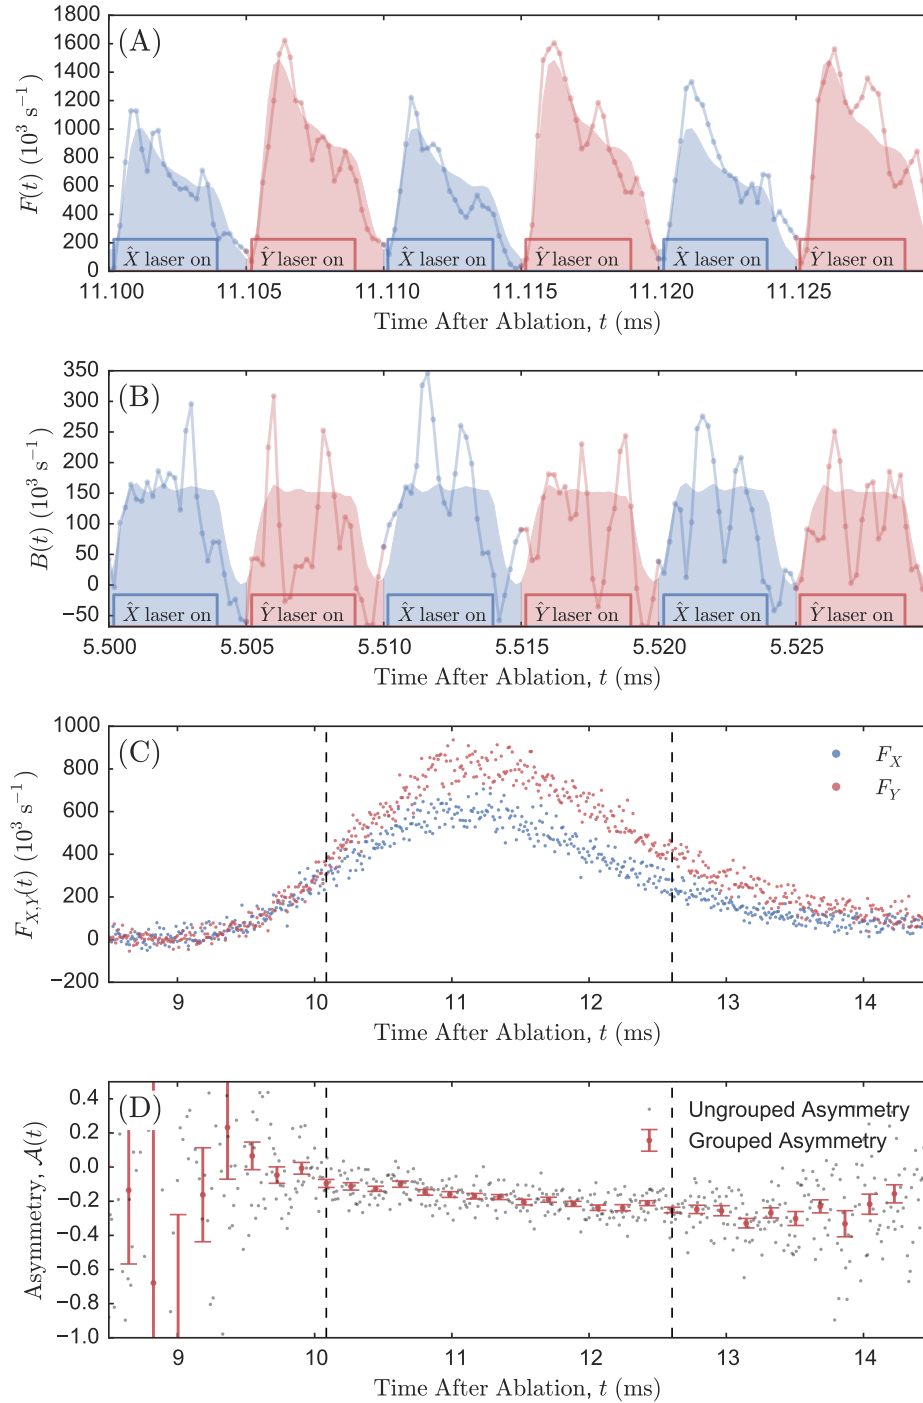 (A)
F(t) (10³ s⁻¹)
1800
1600
1400
1200
1000
800
600
400
200
0
X̂ laser on
Ŷ laser on
X̂ laser on
Ŷ laser on
X̂ laser on
Ŷ laser on
11.100 11.105 11.110 11.115 11.120 11.125
Time After Ablation, t (ms)
(B)
B(t) (10³ s⁻¹)
350
300
250
200
150
100
50
0
−50
X̂ laser on
Ŷ laser on
X̂ laser on
Ŷ laser on
X̂ laser on
Ŷ laser on
5.500 5.505 5.510 5.515 5.520 5.525
Time After Ablation, t (ms)
(C)
F_X,Y(t) (10³ s⁻¹)
1000
800
600
400
200
0
−200
F_X
F_Y
9 10 11 12 13 14
Time After Ablation, t (ms)
(D)
Asymmetry, 𝒜(t)
0.4
0.2
0.0
−0.2
−0.4
−0.6
−0.8
−1.0
Ungrouped Asymmetry
Grouped Asymmetry
9 10 11 12 13 14
Time After Ablation, t (ms)